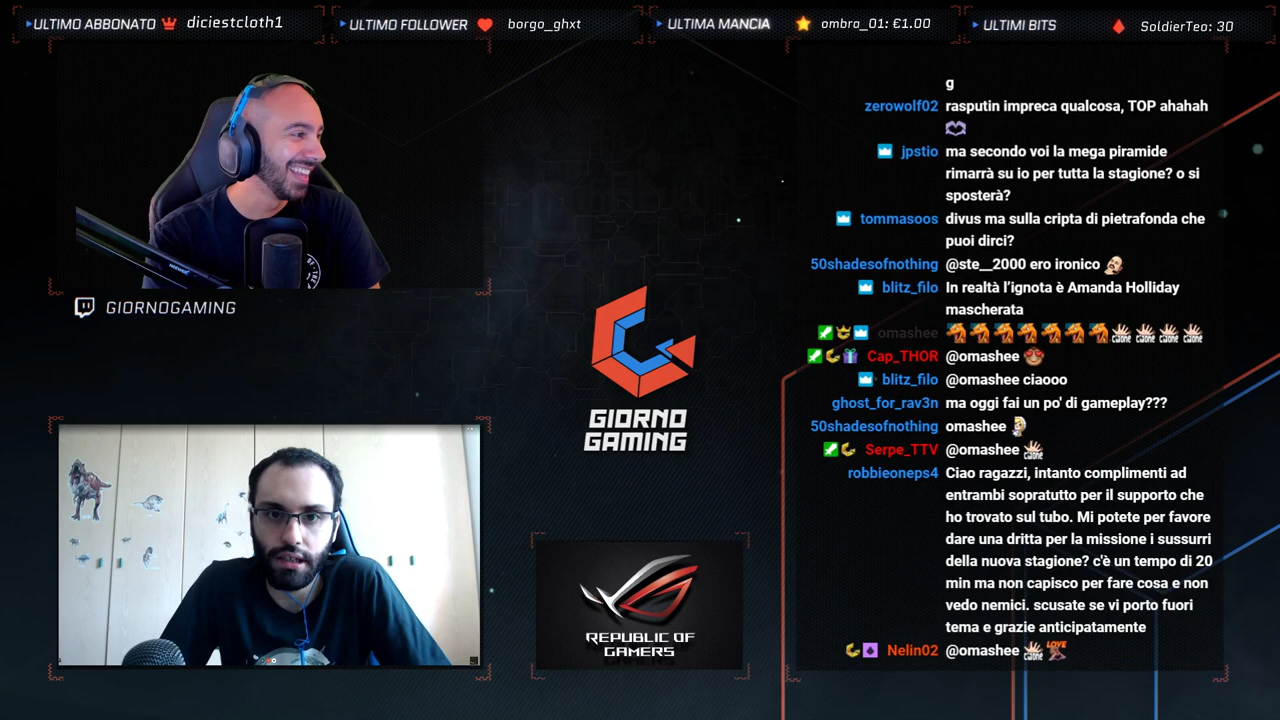 ULTIMO ABBONATO diciestcloth1
ULTIMO FOLLOWER borgo_ghxt
ULTIMA MANCIA ombra_01: €1.00
ULTIMI BITS SoldierTea: 30
GIORNOGAMING
GIORNO
GAMING
REPUBLIC OF
GAMERS
g
zerowolf02 rasputin impreca qualcosa, TOP ahahah
jpstio ma secondo voi la mega piramide
rimarrà su io per tutta la stagione? o si
sposterà?
tommasoos divus ma sulla cripta di pietrafonda che
puoi dirci?
50shadesofnothing @ste__2000 ero ironico
blitz_filo In realtà l'ignota è Amanda Holliday
mascherata
omashee
Cap_THOR @omashee
blitz_filo @omashee ciaooo
ghost_for_rav3n ma oggi fai un po' di gameplay???
50shadesofnothing omashee
Serpe_TTV @omashee
robbieoneps4 Ciao ragazzi, intanto complimenti ad
entrambi sopratutto per il supporto che
ho trovato sul tubo. Mi potete per favore
dare una dritta per la missione i sussurri
della nuova stagione? c'è un tempo di 20
min ma non capisco per fare cosa e non
vedo nemici. scusate se vi porto fuori
tema e grazie anticipatamente
Nelin02 @omashee